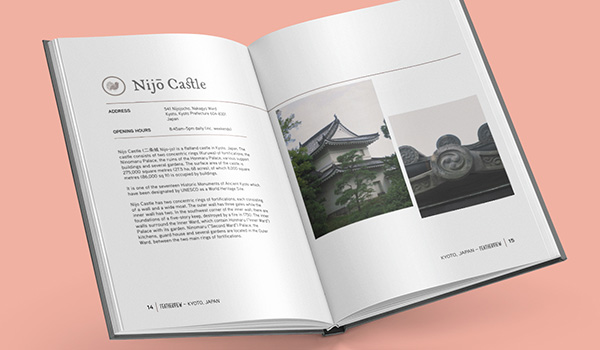 Nijō Castle
ADDRESS
541 Nijojocho, Nakagyo Ward
Kyoto, Kyoto Prefecture 604-8301
Japan
OPENING HOURS
8:45am–5pm daily (inc. weekends)
Nijō Castle (二条城 Nijō-jō) is a flatland castle in Kyoto, Japan. The
castle consists of two concentric rings (Kuruwa) of fortifications, the
Ninomaru Palace, the ruins of the Honmaru Palace, various support
buildings and several gardens. The surface area of the castle is
275,000 square metres (27.5 ha; 68 acres), of which 8,000 square
metres (86,000 sq ft) is occupied by buildings.
It is one of the seventeen Historic Monuments of Ancient Kyoto which
have been designated by UNESCO as a World Heritage Site.
Nijō Castle has two concentric rings of fortifications, each consisting
of a wall and a wide moat. The outer wall has three gates while the
inner wall has two. In the southwest corner of the inner wall, there are
foundations of a five-story keep, destroyed by a fire in 1750. The inner
walls surround the Inner Ward, which contain Honmaru ("Inner Ward")
Palace with its garden. Ninomaru ("Second Ward") Palace, the
kitchens, guard house and several gardens are located in the Outer
Ward, between the two main rings of fortifications.
14 | – KYOTO, JAPAN
KYOTO, JAPAN – | 15